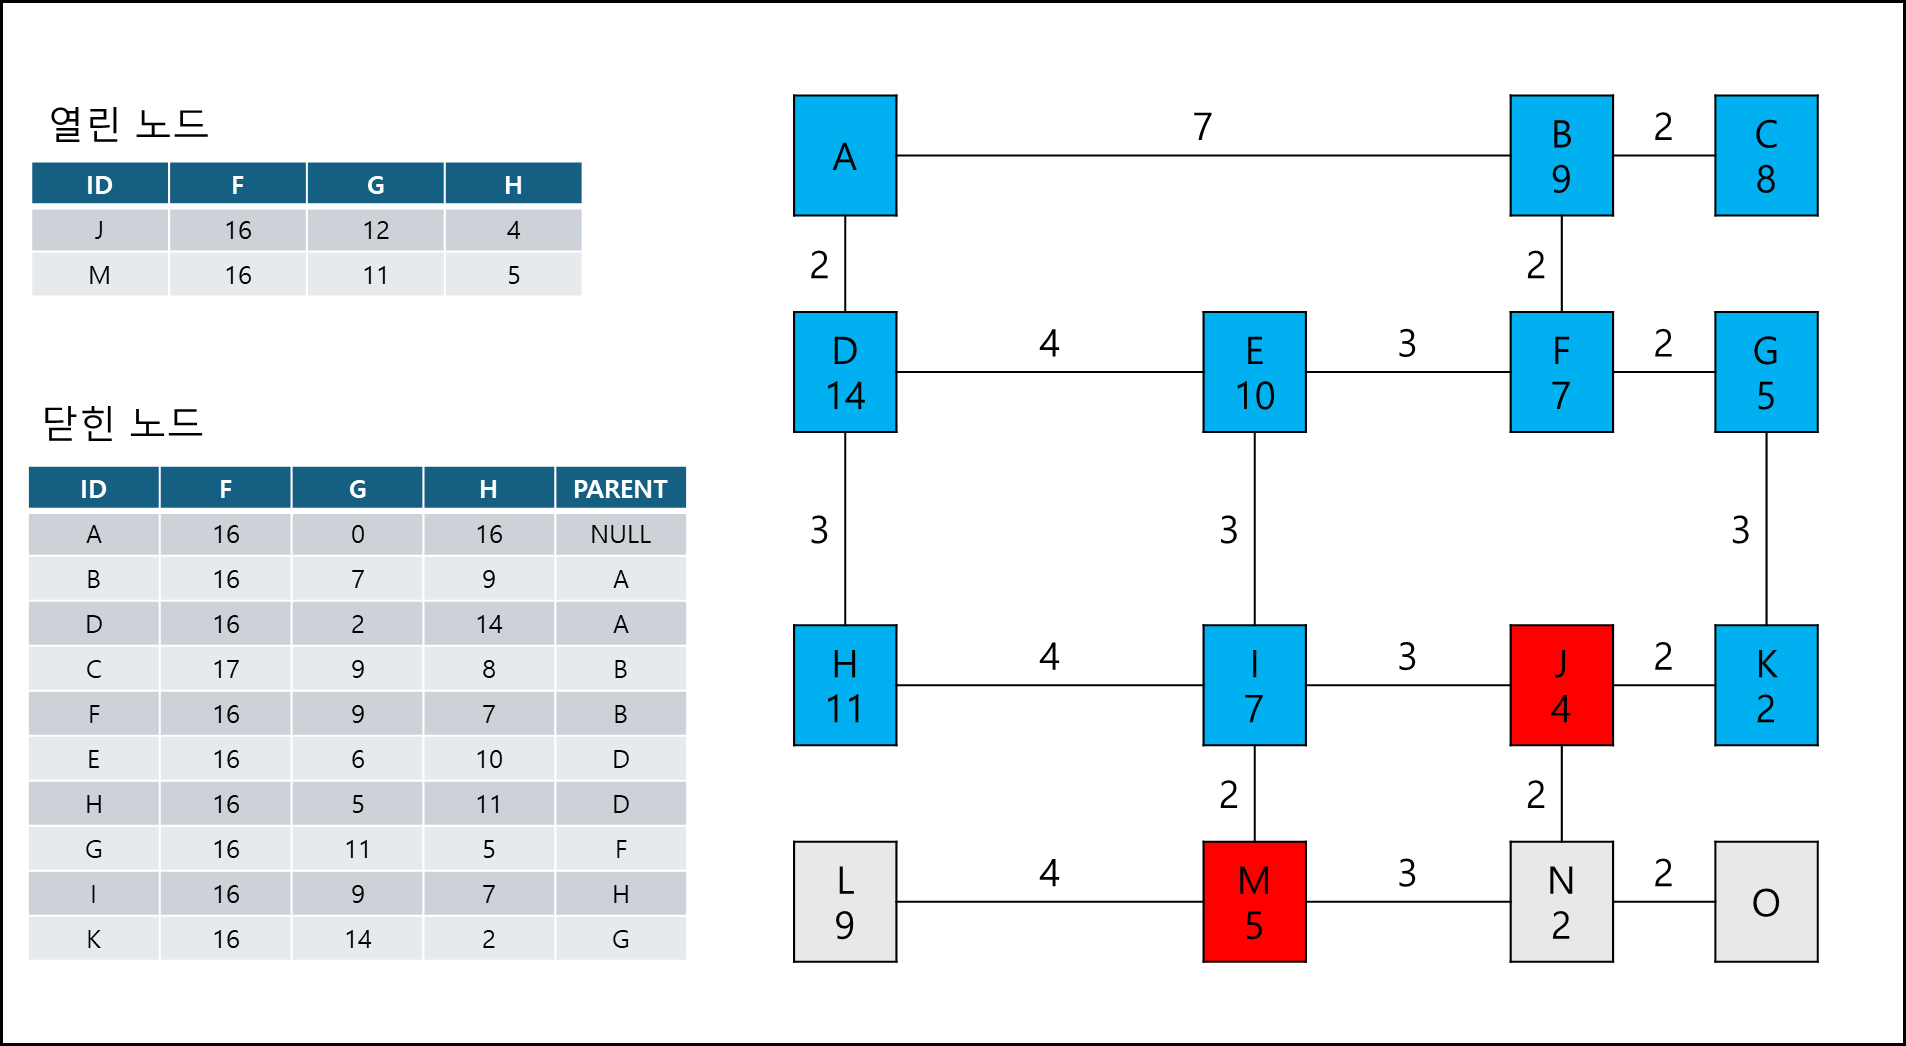 열린 노드
ID F G H
J 16 12 4
M 16 11 5
닫힌 노드
ID F G H PARENT
A 16 0 16 NULL
B 16 7 9 A
D 16 2 14 A
C 17 9 8 B
F 16 9 7 B
E 16 6 10 D
H 16 5 11 D
G 16 11 5 F
I 16 9 7 H
K 16 14 2 G
A
7
B
9
2
C
8
2
2
D
14
4
E
10
3
F
7
2
G
5
3
3
3
H
11
4
I
7
3
J
4
2
K
2
2
2
L
9
4
M
5
3
N
2
2
O